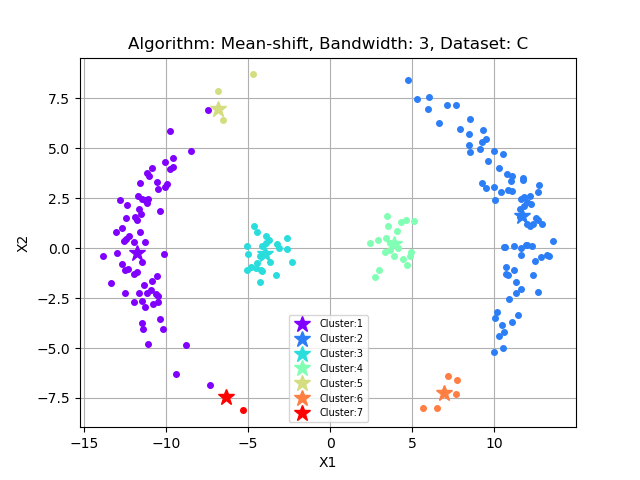 Algorithm: Mean-shift, Bandwidth: 3, Dataset: C
7.5
5.0
2.5
0.0
−2.5
−5.0
−7.5
X2
Cluster:1
Cluster:2
Cluster:3
Cluster:4
Cluster:5
Cluster:6
Cluster:7
−15 −10 −5 0 5 10
X1